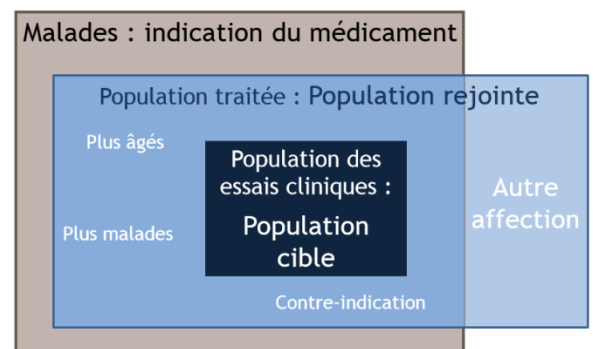 Malades : indication du médicament
Population traitée : Population rejointe
Plus âgés
Population des
essais cliniques :
Population
cible
Autre
affection
Plus malades
Contre-indication